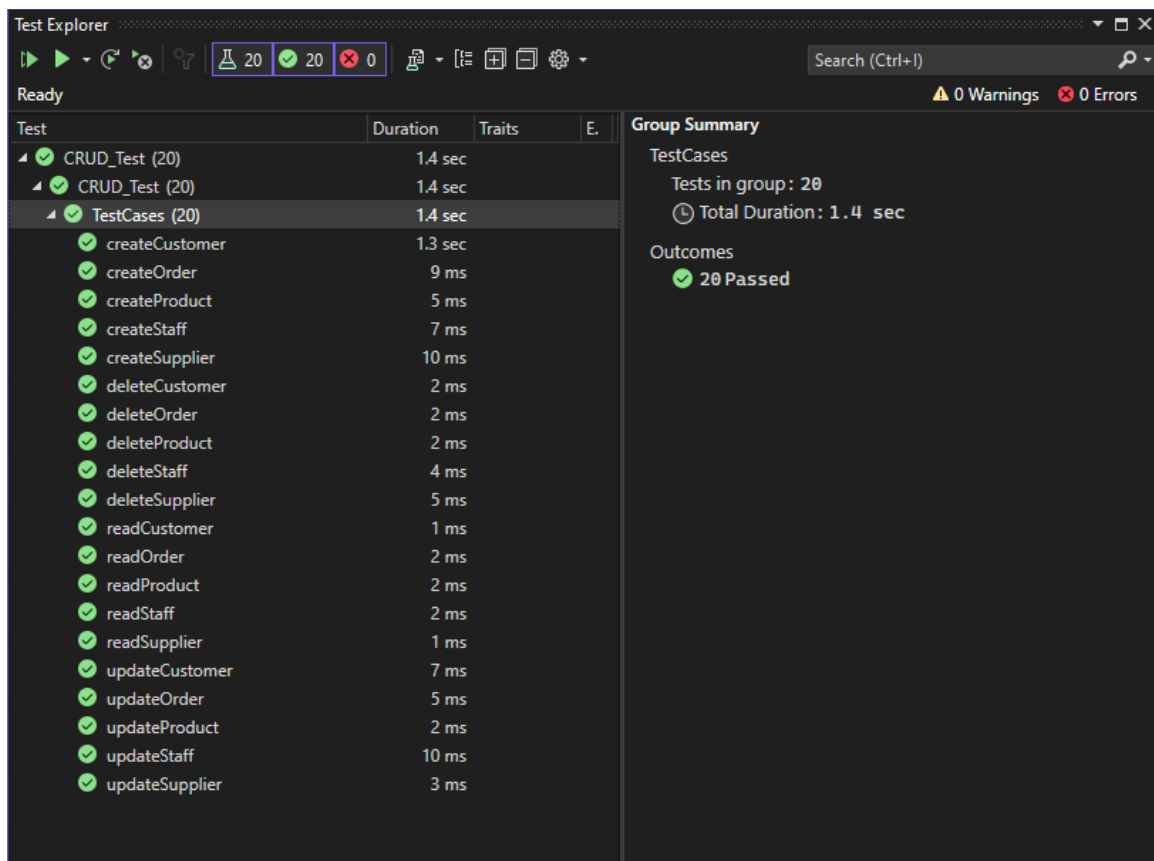 Test Explorer
20 20 0 Search (Ctrl+I)
Ready 0 Warnings 0 Errors
Test Duration Traits E.
CRUD_Test (20) 1.4 sec
CRUD_Test (20) 1.4 sec
TestCases (20) 1.4 sec
createCustomer 1.3 sec
createOrder 9 ms
createProduct 5 ms
createStaff 7 ms
createSupplier 10 ms
deleteCustomer 2 ms
deleteOrder 2 ms
deleteProduct 2 ms
deleteStaff 4 ms
deleteSupplier 5 ms
readCustomer 1 ms
readOrder 2 ms
readProduct 2 ms
readStaff 2 ms
readSupplier 1 ms
updateCustomer 7 ms
updateOrder 5 ms
updateProduct 2 ms
updateStaff 10 ms
updateSupplier 3 ms
Group Summary
TestCases
Tests in group: 20
Total Duration: 1.4 sec
Outcomes
20 Passed